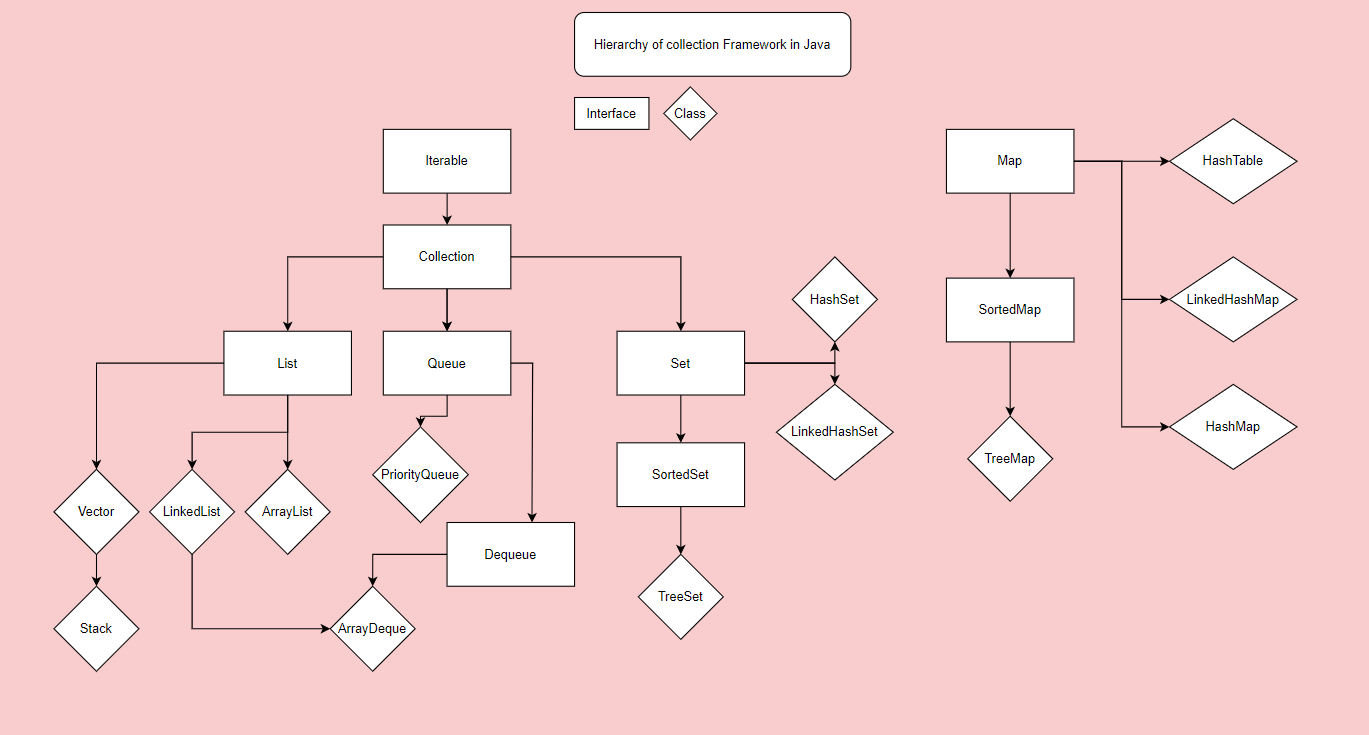 Hierarchy of collection Framework in Java
Interface
Class
Iterable
Map
HashTable
Collection
HashSet
LinkedHashMap
SortedMap
List
Queue
Set
LinkedHashSet
HashMap
TreeMap
PriorityQueue
SortedSet
Vector
LinkedList
ArrayList
Dequeue
TreeSet
Stack
ArrayDeque